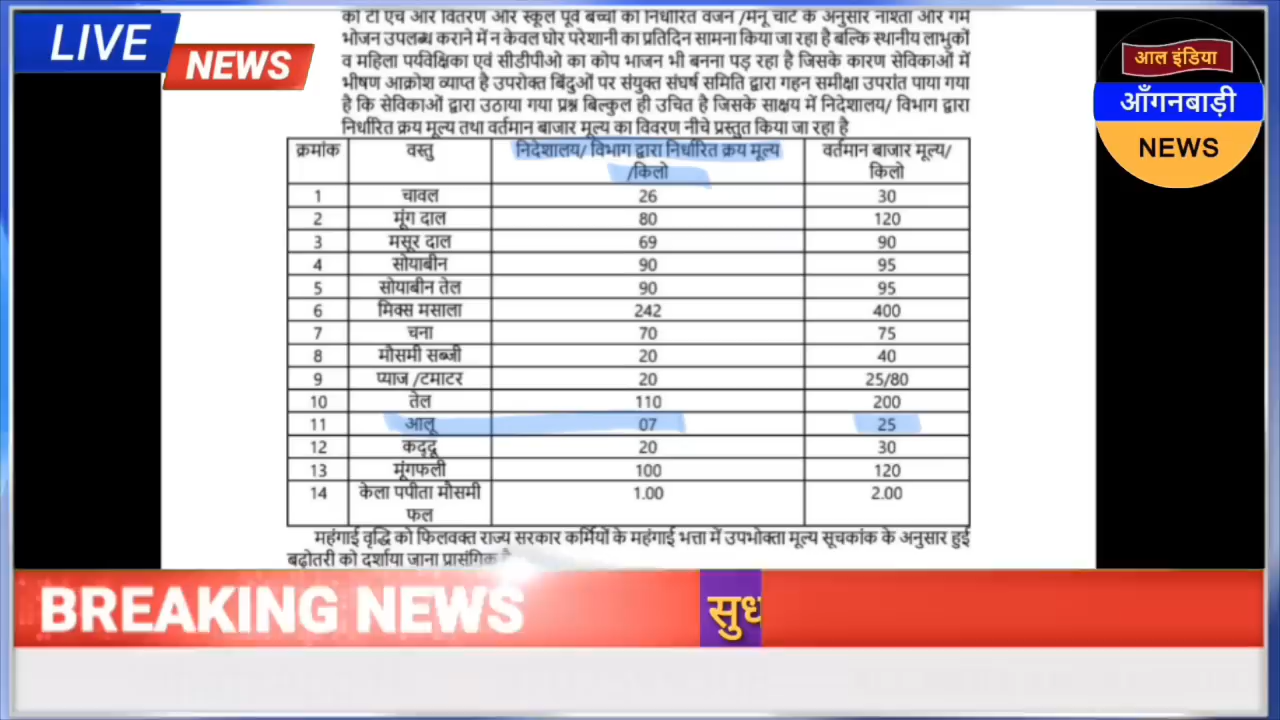 LIVE
NEWS
आल इंडिया
आँगनबाड़ी
NEWS
को टी एच आर वितरण और स्कूल पूर्व बच्चों को निर्धारित वजन /मेनू चार्ट के अनुसार नाश्ता और गर्म
भोजन उपलब्ध कराने में न केवल घोर परेशानी का प्रतिदिन सामना किया जा रहा है बल्कि स्थानीय लाभुकों
व महिला पर्यवेक्षिका एवं सीडीपीओ का कोप भाजन भी बनना पड़ रहा है जिसके कारण सेविकाओं में
भीषण आक्रोश व्याप्त है उपरोक्त बिंदुओं पर संयुक्त संघर्ष समिति द्वारा गहन समीक्षा उपरांत पाया गया
है कि सेविकाओं द्वारा उठाया गया प्रश्न बिल्कुल ही उचित है जिसके साक्षय में निदेशालय/ विभाग द्वारा
निर्धारित क्रय मूल्य तथा वर्तमान बाजार मूल्य का विवरण नीचे प्रस्तुत किया जा रहा है
क्रमांक वस्तु निदेशालय/ विभाग द्वारा निर्धारित क्रय मूल्य वर्तमान बाजार मूल्य/
/किलो किलो
1 चावल 26 30
2 मूंग दाल 80 120
3 मसूर दाल 69 90
4 सोयाबीन 90 95
5 सोयाबीन तेल 90 95
6 मिक्स मसाला 242 400
7 चना 70 75
8 मौसमी सब्जी 20 40
9 प्याज /टमाटर 20 25/80
10 तेल 110 200
11 आलू 07 25
12 कद्दू 20 30
13 मूंगफली 100 120
14 केला पपीता मौसमी 1.00 2.00
फल
महंगाई वृद्धि को फिलवक्त राज्य सरकार कर्मियों के महंगाई भत्ता में उपभोक्ता मूल्य सूचकांक के अनुसार हुई
बढ़ोतरी को दर्शाया जाना प्रासंगिक है
BREAKING NEWS
सुध